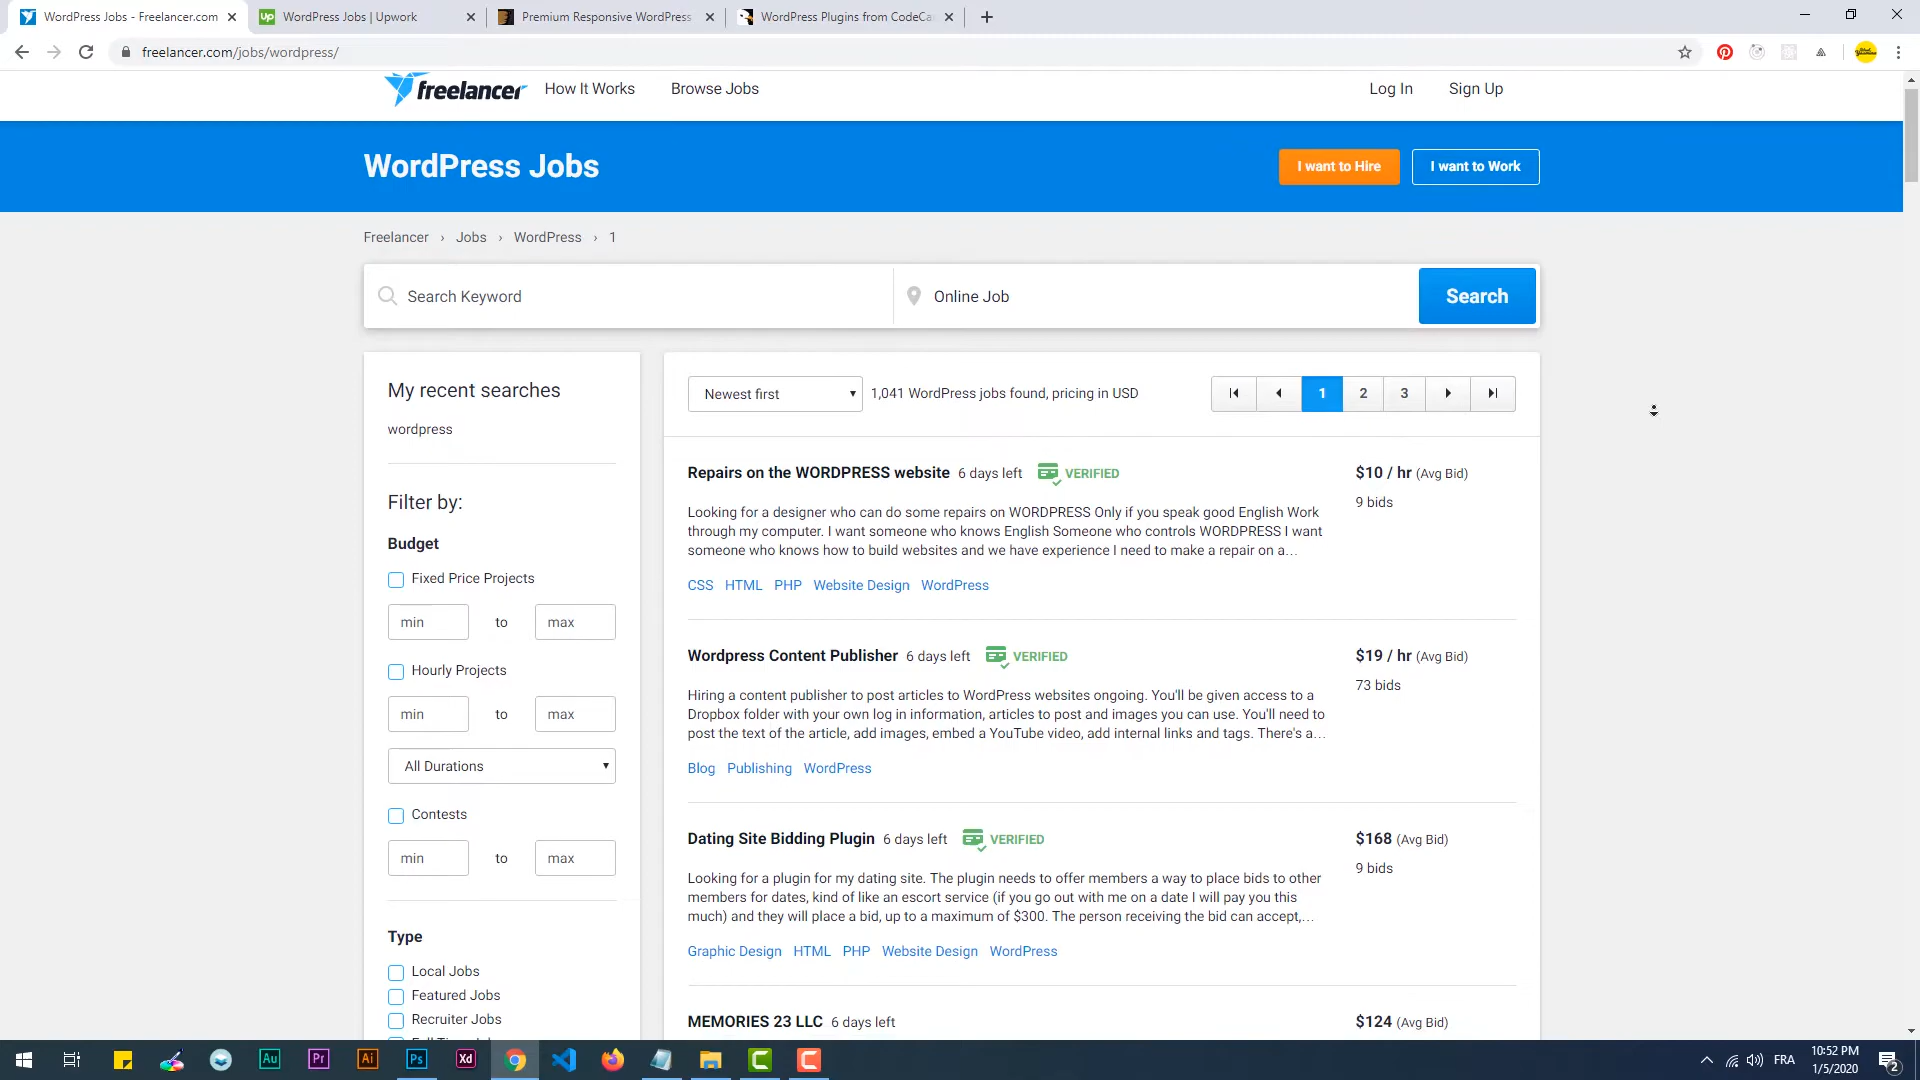 WordPress Jobs - Freelancer.com
WordPress Jobs | Upwork
Premium Responsive WordPress
WordPress Plugins from CodeCa
freelancer.com/jobs/wordpress/
freelancer
How It Works
Browse Jobs
Log In
Sign Up
WordPress Jobs
I want to Hire
I want to Work
Freelancer › Jobs › WordPress › 1
Search Keyword
Online Job
Search
My recent searches
wordpress
Filter by:
Budget
Fixed Price Projects
min to max
Hourly Projects
min to max
All Durations
Contests
min to max
Type
Local Jobs
Featured Jobs
Recruiter Jobs
Newest first
1,041 WordPress jobs found, pricing in USD
1 2 3
Repairs on the WORDPRESS website 6 days left VERIFIED
$10 / hr (Avg Bid)
9 bids
Looking for a designer who can do some repairs on WORDPRESS Only if you speak good English Work
through my computer. I want someone who knows English Someone who controls WORDPRESS I want
someone who knows how to build websites and we have experience I need to make a repair on a…
CSS HTML PHP Website Design WordPress
Wordpress Content Publisher 6 days left VERIFIED
$19 / hr (Avg Bid)
73 bids
Hiring a content publisher to post articles to WordPress websites ongoing. You'll be given access to a
Dropbox folder with your own log in information, articles to post and images you can use. You'll need to
post the text of the article, add images, embed a YouTube video, add internal links and tags. There's a…
Blog Publishing WordPress
Dating Site Bidding Plugin 6 days left VERIFIED
$168 (Avg Bid)
9 bids
Looking for a plugin for my dating site. The plugin needs to offer members a way to place bids to other
members for dates, kind of like an escort service (if you go out with me on a date I will pay you this
much) and they will place a bid, up to a maximum of $300. The person receiving the bid can accept,…
Graphic Design HTML PHP Website Design WordPress
MEMORIES 23 LLC 6 days left
$124 (Avg Bid)
Au Pr Ai Ps Xd
FRA
10:52 PM
1/5/2020
2